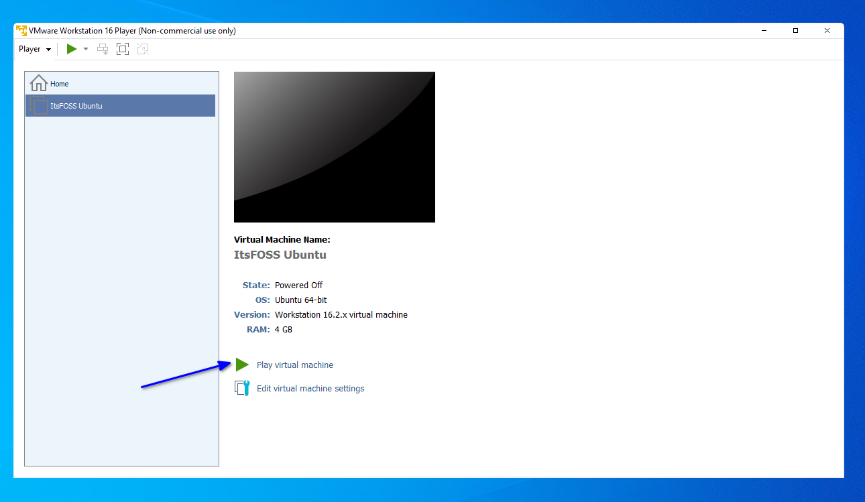 VMware Workstation 16 Player (Non-commercial use only)
Player
Home
ItsFOSS Ubuntu
Virtual Machine Name:
ItsFOSS Ubuntu
State: Powered Off
OS: Ubuntu 64-bit
Version: Workstation 16.2.x virtual machine
RAM: 4 GB
Play virtual machine
Edit virtual machine settings